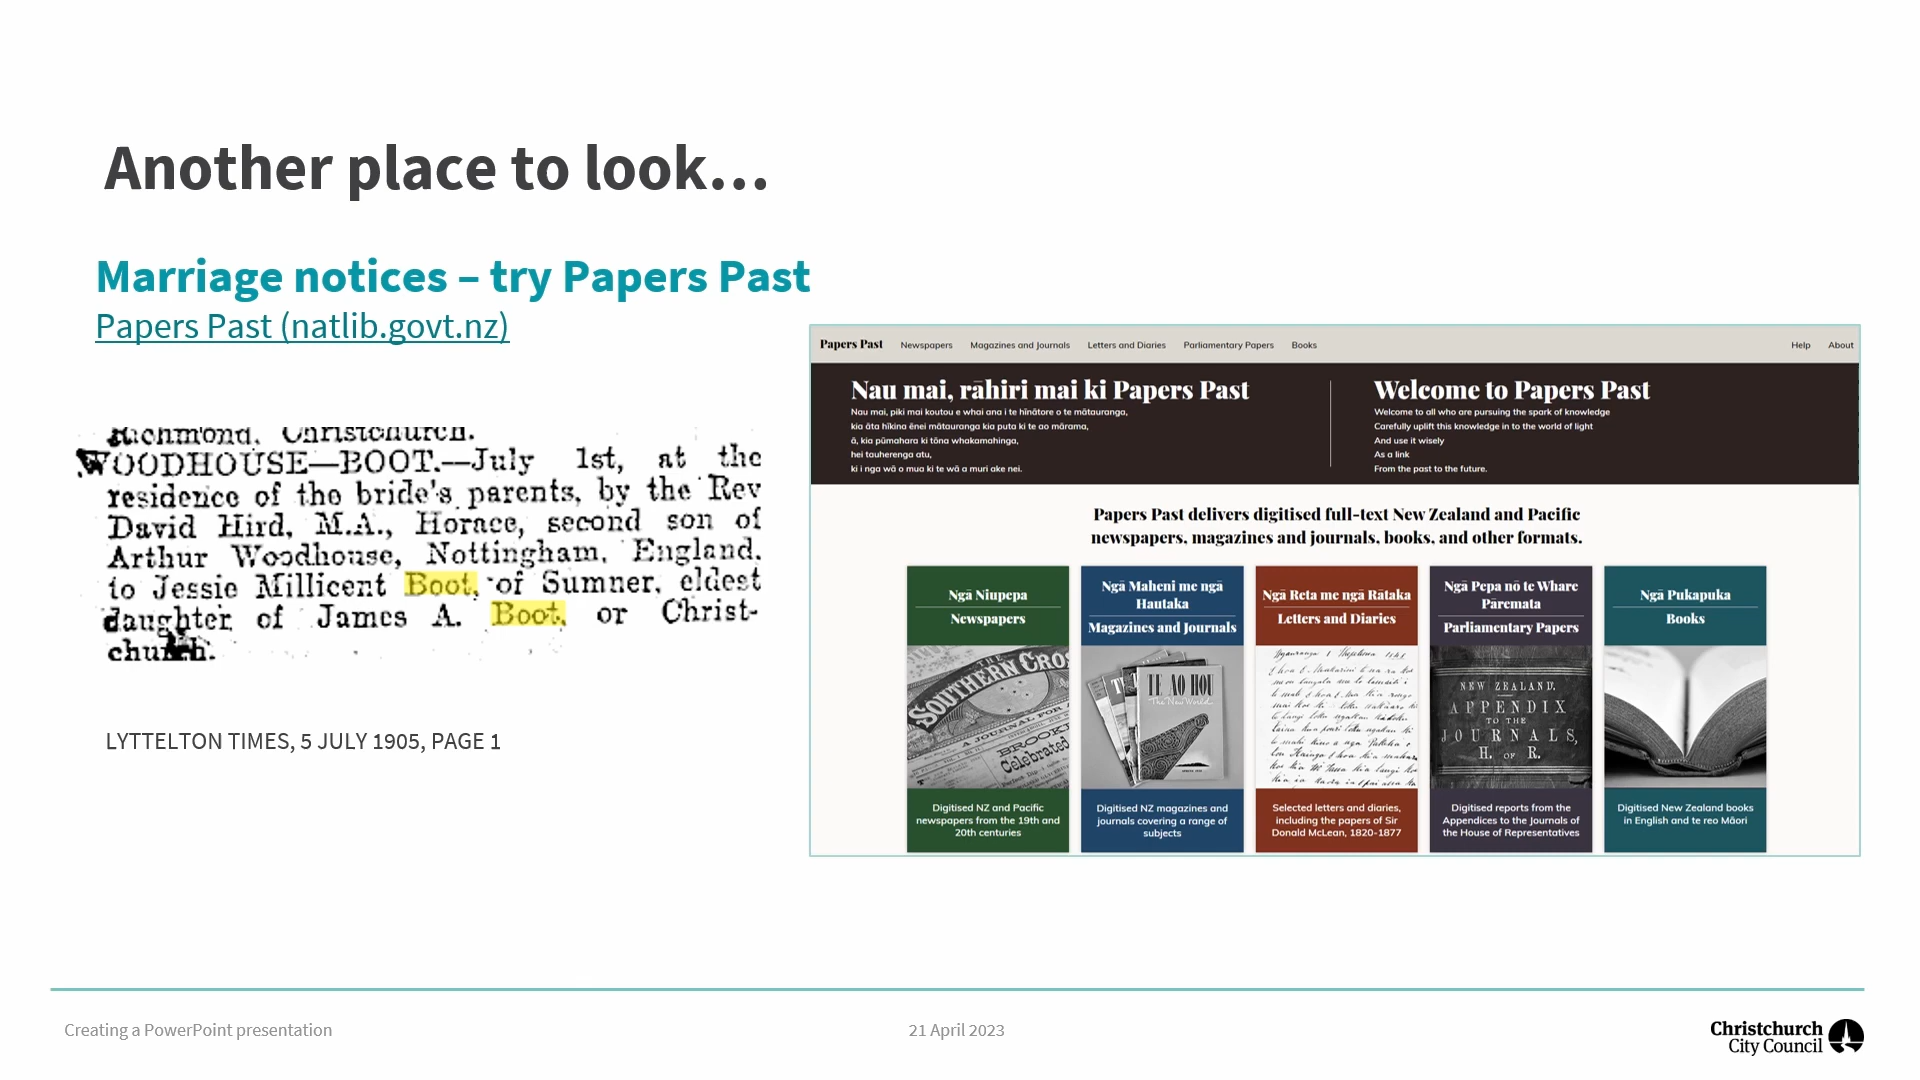 Another place to look…
Marriage notices – try Papers Past
Papers Past (natlib.govt.nz)
Richmond, Christchurch.
WOODHOUSE—BOOT.—July 1st, at the
residence of the bride's parents, by the Rev
David Hird, M.A., Horace, second son of
Arthur Woodhouse, Nottingham, England,
to Jessie Millicent Boot, of Sumner, eldest
daughter of James A. Boot, or Christ-
church.
LYTTELTON TIMES, 5 JULY 1905, PAGE 1
Papers Past Newspapers Magazines and Journals Letters and Diaries Parliamentary Papers Books Help About
Nau mai, rāhiri mai ki Papers Past
Nau mai, piki mai koutou e whai ana i te hīnātore o te mātauranga,
kia āta hīkina ēnei mātauranga kia puta ki te ao mārama,
ā, kia pūmahara ki tōna whakamahinga,
hei tauherenga atu,
ki i nga wā o mua ki te wā a muri ake nei.
Welcome to Papers Past
Welcome to all who are pursuing the spark of knowledge
Carefully uplift this knowledge in to the world of light
And use it wisely
As a link
From the past to the future.
Papers Past delivers digitised full-text New Zealand and Pacific
newspapers, magazines and journals, books, and other formats.
Ngā Niupepa
Newspapers
THE
SOUTHERN CROS
A JOURNAL FOR
BROOK
Celebrated
Digitised NZ and Pacific
newspapers from the 19th and
20th centuries
Ngā Maheni me ngā
Hautaka
Magazines and Journals
TE AO HOU
The New World
Digitised NZ magazines and
journals covering a range of
subjects
Ngā Reta me ngā Rātaka
Letters and Diaries
Selected letters and diaries,
including the papers of Sir
Donald McLean, 1820-1877
Ngā Pepa nō te Whare
Pāremata
Parliamentary Papers
NEW ZEALAND.
APPENDIX
TO THE
JOURNALS,
H. OF R.
Digitised reports from the
Appendices to the Journals of
the House of Representatives
Ngā Pukapuka
Books
Digitised New Zealand books
in English and te reo Māori
Creating a PowerPoint presentation
21 April 2023
Christchurch
City Council